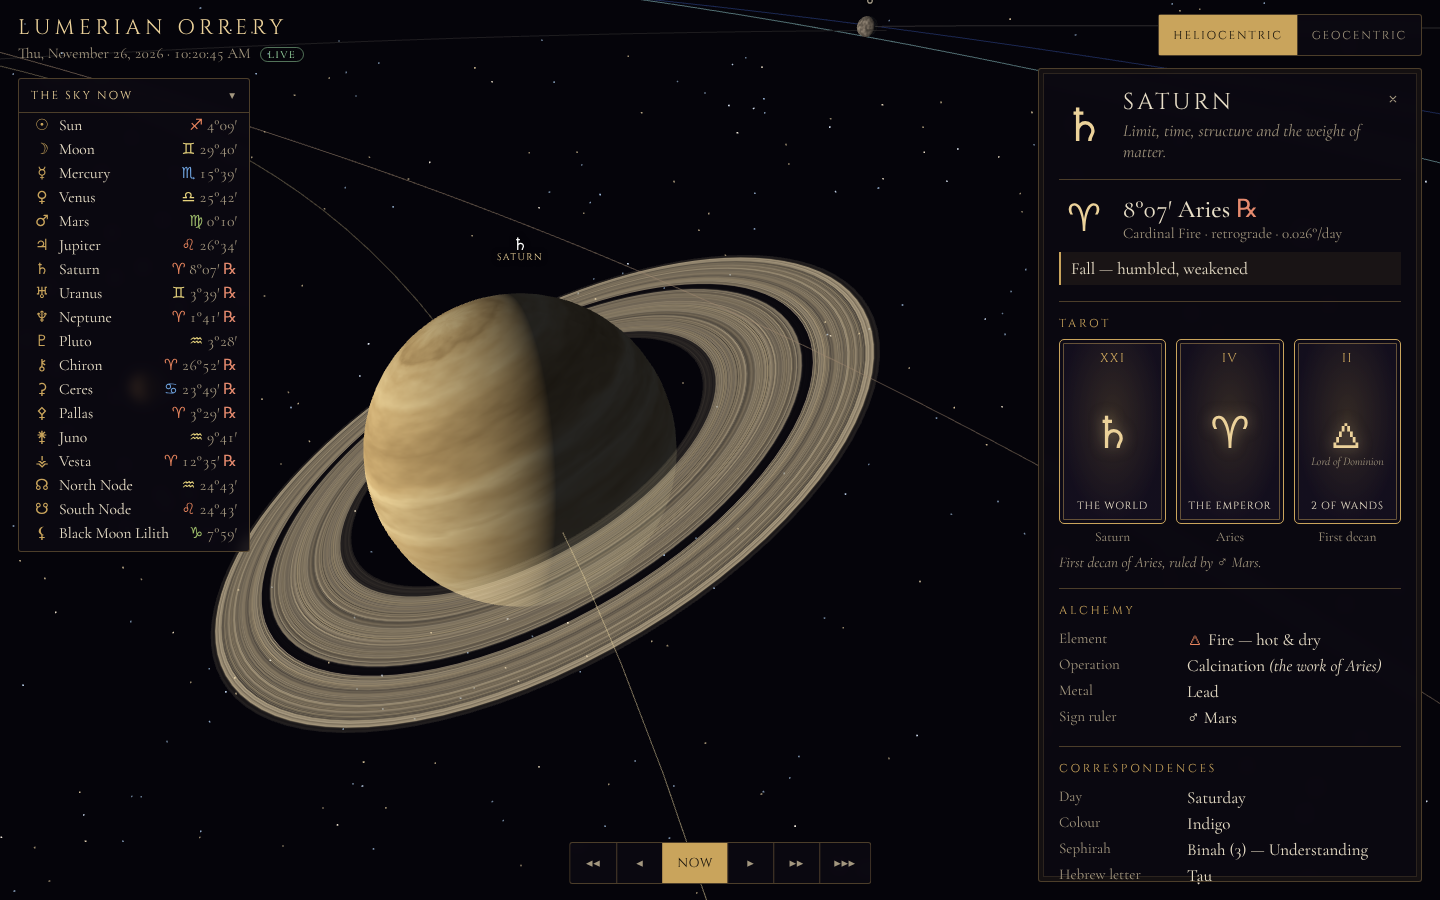 LUMERIAN ORRERY
Thu, November 26, 2026 · 10:20:45 AM LIVE
HELIOCENTRIC GEOCENTRIC
THE SKY NOW ▼
☉ Sun ♐ 4°09′
☽ Moon ♊ 29°40′
☿ Mercury ♏ 15°39′
♀ Venus ♎ 25°42′
♂ Mars ♍ 0°10′
♃ Jupiter ♌ 26°34′
♄ Saturn ♈ 8°07′ ℞
♅ Uranus ♊ 3°39′ ℞
♆ Neptune ♈ 1°41′ ℞
♇ Pluto ♒ 3°28′
⚷ Chiron ♈ 26°52′ ℞
⚳ Ceres ♋ 23°49′ ℞
⚴ Pallas ♈ 3°29′ ℞
⚵ Juno ♒ 9°41′
⚶ Vesta ♈ 12°35′ ℞
☊ North Node ♒ 24°43′
☋ South Node ♌ 24°43′
⚸ Black Moon Lilith ♑ 7°59′
♄
SATURN
◂◂ ◂ NOW ▸ ▸▸ ▸▸▸
♄ SATURN ×
Limit, time, structure and the weight of
matter.
♈ 8°07′ Aries ℞
Cardinal Fire · retrograde · 0.026°/day
Fall — humbled, weakened
TAROT
XXI IV II
♄ ♈ 🜂
Lord of Dominion
THE WORLD THE EMPEROR 2 OF WANDS
Saturn Aries First decan
First decan of Aries, ruled by ♂ Mars.
ALCHEMY
Element 🜂 Fire — hot & dry
Operation Calcination (the work of Aries)
Metal Lead
Sign ruler ♂ Mars
CORRESPONDENCES
Day Saturday
Colour Indigo
Sephirah Binah (3) — Understanding
Hebrew letter Tau